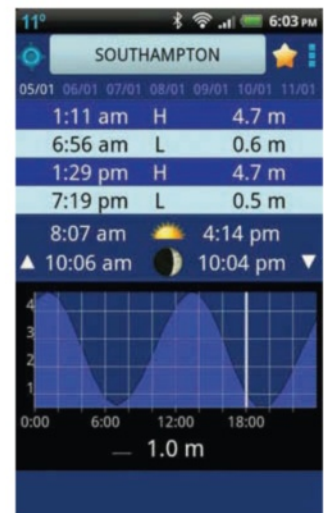 11° 6:03 PM
SOUTHAMPTON
05/01 06/01 07/01 08/01 09/01 10/01 11/01
1:11 am H 4.7 m
6:56 am L 0.6 m
1:29 pm H 4.7 m
7:19 pm L 0.5 m
8:07 am 4:14 pm
▲ 10:06 am 10:04 pm ▼
4
3
2
1
0:00 6:00 12:00 18:00
— 1.0 m